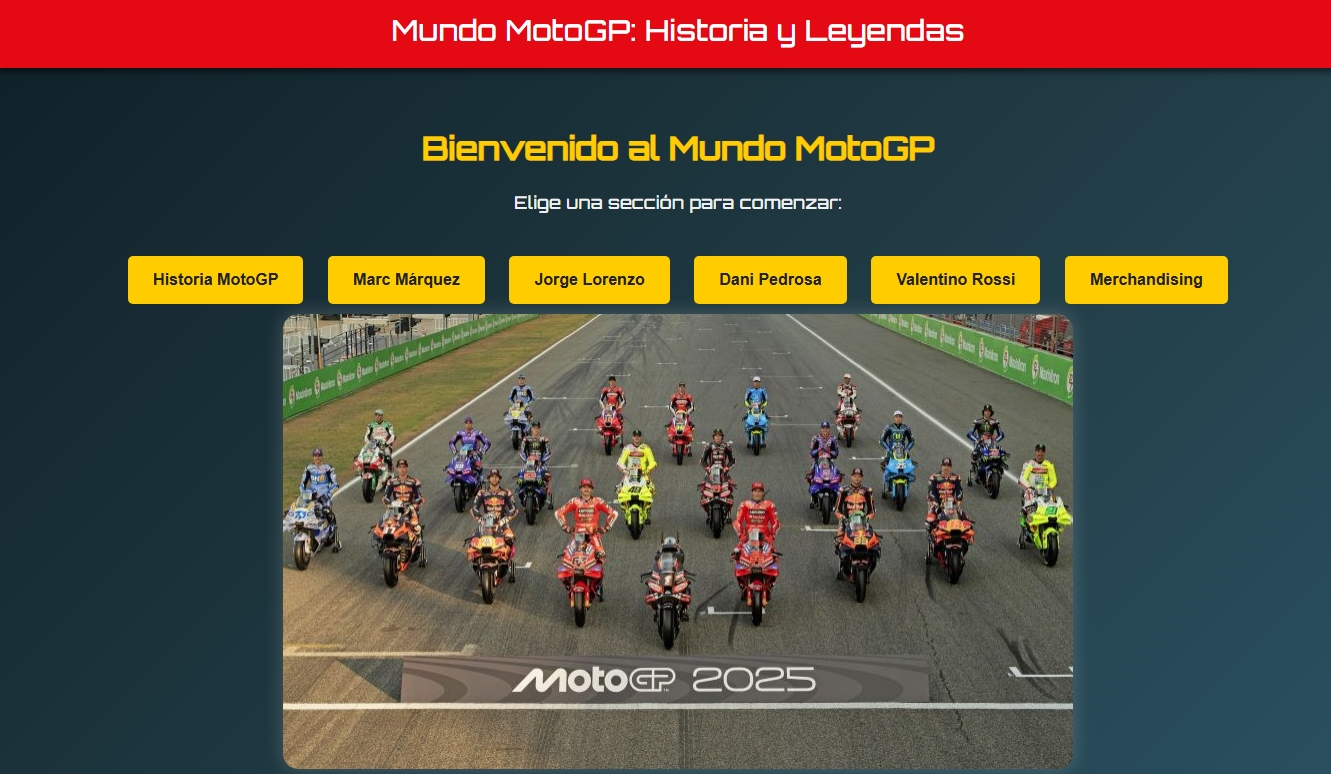 Mundo MotoGP: Historia y Leyendas
Bienvenido al Mundo MotoGP
Elige una sección para comenzar:
Historia MotoGP
Marc Márquez
Jorge Lorenzo
Dani Pedrosa
Valentino Rossi
Merchandising
MotoGP 2025